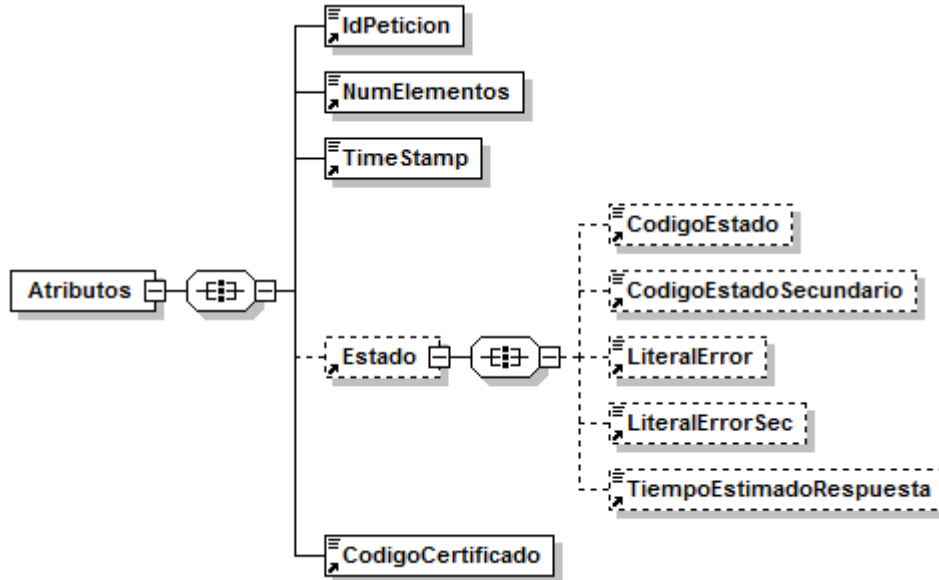 IdPeticion
NumElementos
TimeStamp
Atributos
Estado
CodigoEstado
CodigoEstadoSecundario
LiteralError
LiteralErrorSec
TiempoEstimadoRespuesta
CodigoCertificado